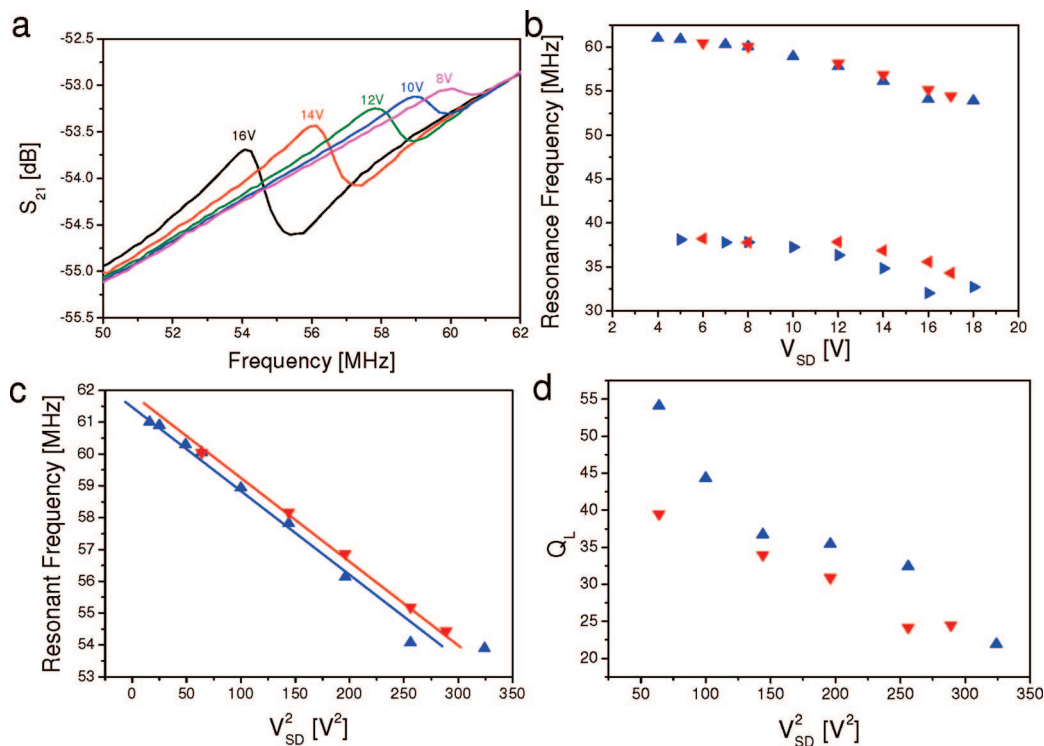 a
-52.5
-53.0
-53.5
-54.0
-54.5
-55.0
-55.5
S21 [dB]
16V
14V
12V
10V
8V
50 52 54 56 58 60 62
Frequency [MHz]
b
60
55
50
45
40
35
30
Resonance Frequency [MHz]
2 4 6 8 10 12 14 16 18 20
VSD [V]
c
62
61
60
59
58
57
56
55
54
53
Resonant Frequency [MHz]
0 50 100 150 200 250 300 350
V2SD [V2]
d
55
50
45
40
35
30
25
20
QL
50 100 150 200 250 300 350
V2SD [V2]